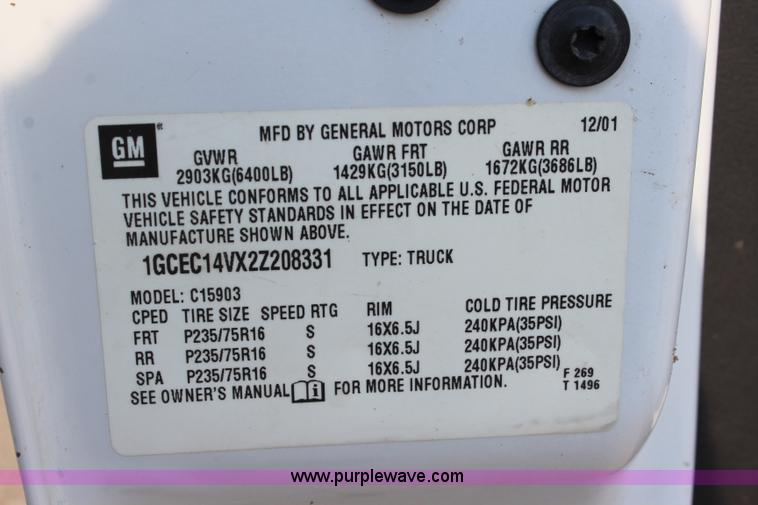 GM
MFD BY GENERAL MOTORS CORP 12/01
GVWR GAWR FRT GAWR RR
2903KG(6400LB) 1429KG(3150LB) 1672KG(3686LB)
THIS VEHICLE CONFORMS TO ALL APPLICABLE U.S. FEDERAL MOTOR
VEHICLE SAFETY STANDARDS IN EFFECT ON THE DATE OF
MANUFACTURE SHOWN ABOVE.
1GCEC14VX2Z208331 TYPE: TRUCK
MODEL: C15903
CPED TIRE SIZE SPEED RTG RIM COLD TIRE PRESSURE
FRT P235/75R16 S 16X6.5J 240KPA(35PSI)
RR P235/75R16 S 16X6.5J 240KPA(35PSI)
SPA P235/75R16 S 16X6.5J 240KPA(35PSI) F 269
SEE OWNER'S MANUAL i FOR MORE INFORMATION. T 1496
www.purplewave.com